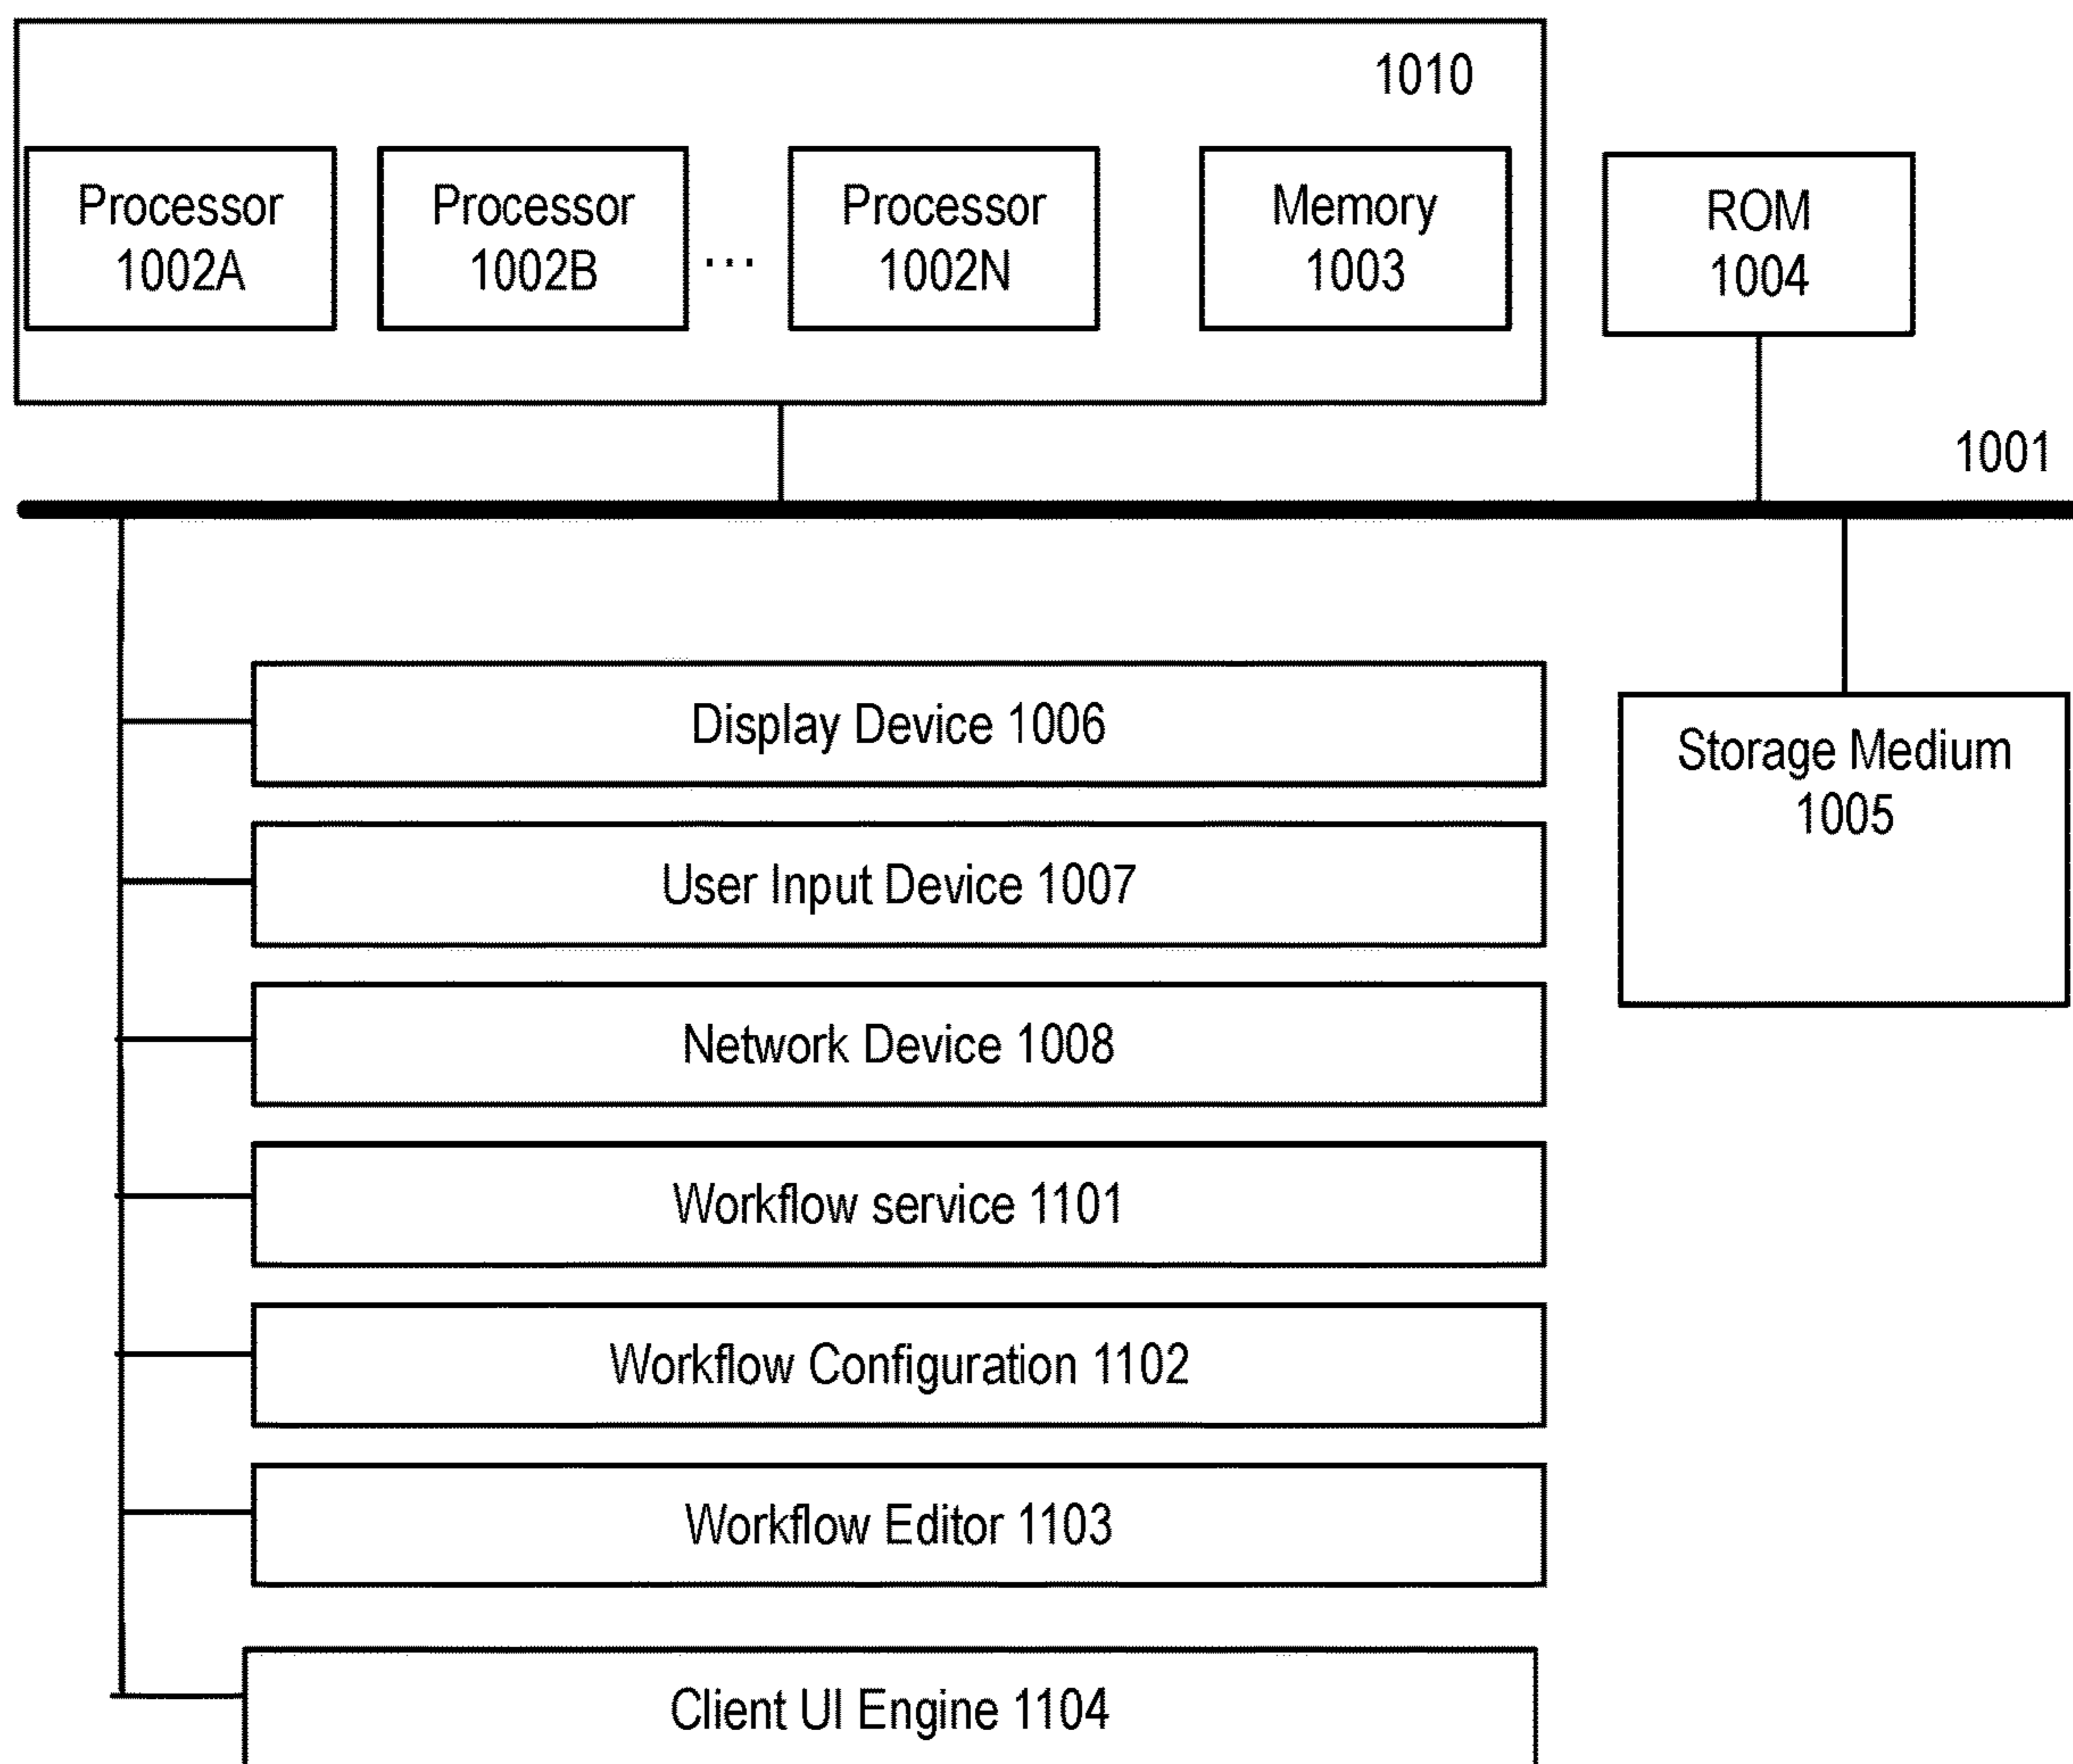 1010
Processor
1002A
Processor
1002B
...
Processor
1002N
Memory
1003
ROM
1004
1001
Display Device 1006
Storage Medium
1005
User Input Device 1007
Network Device 1008
Workflow service 1101
Workflow Configuration 1102
Workflow Editor 1103
Client UI Engine 1104